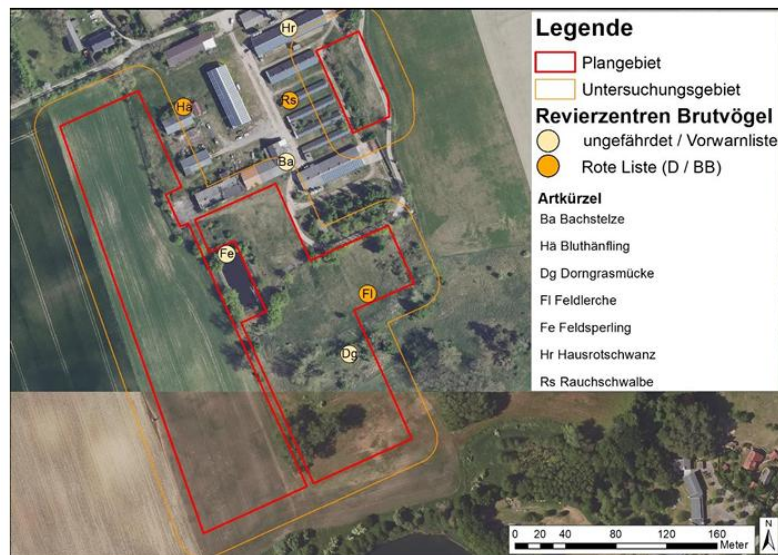 Legende
Plangebiet
Untersuchungsgebiet
Revierzentren Brutvögel
ungefährdet / Vorwarnliste
Rote Liste (D / BB)
Artkürzel
Ba Bachstelze
Hä Bluthänfling
Dg Dorngrasmücke
Fl Feldlerche
Fe Feldsperling
Hr Hausrotschwanz
Rs Rauchschwalbe
Hr
Rs
Hä
Ba
Fe
Fl
Dg
N
0 20 40 80 120 160
Meter